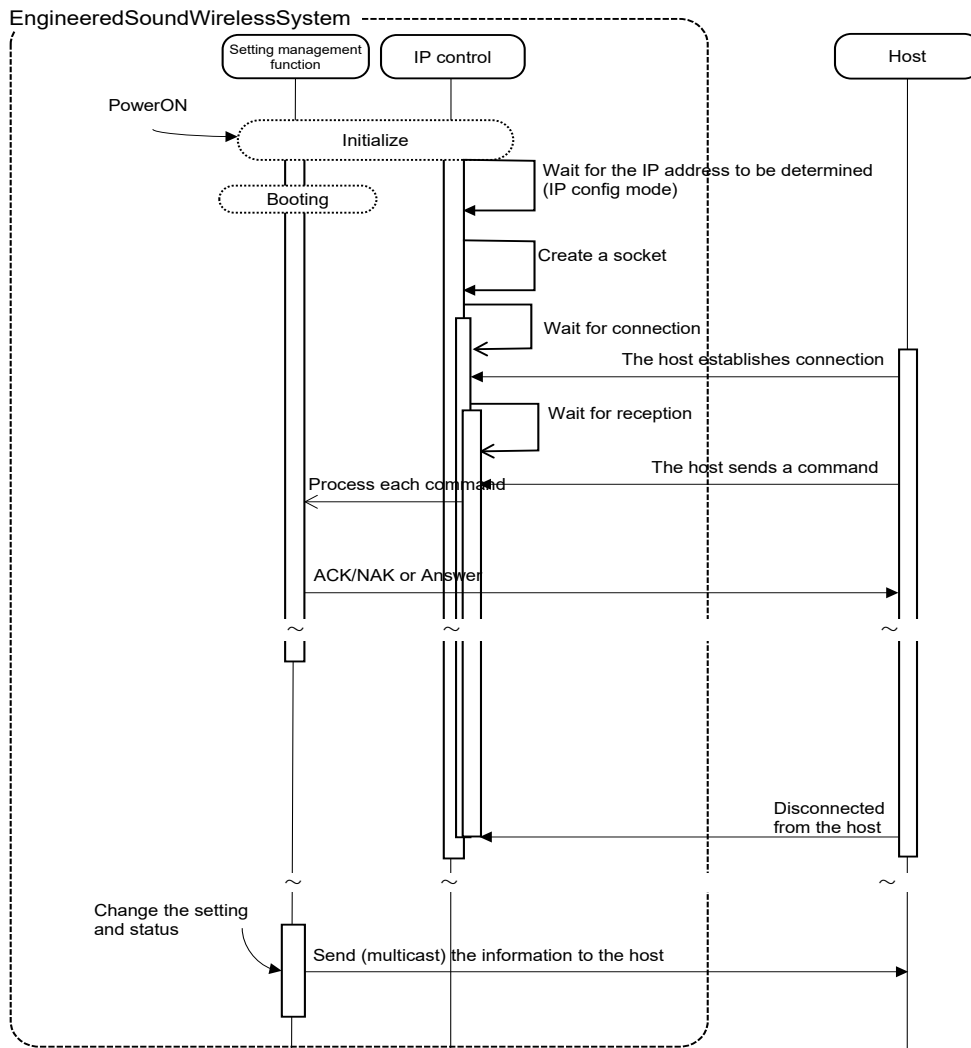 EngineeredSoundWirelessSystem
Setting management
function
IP control
Host
PowerON
Initialize
Wait for the IP address to be determined
(IP config mode)
Booting
Create a socket
Wait for connection
The host establishes connection
Wait for reception
The host sends a command
Process each command
ACK/NAK or Answer
~ ~ ~
Disconnected
from the host
~ ~ ~
Change the setting
and status
Send (multicast) the information to the host